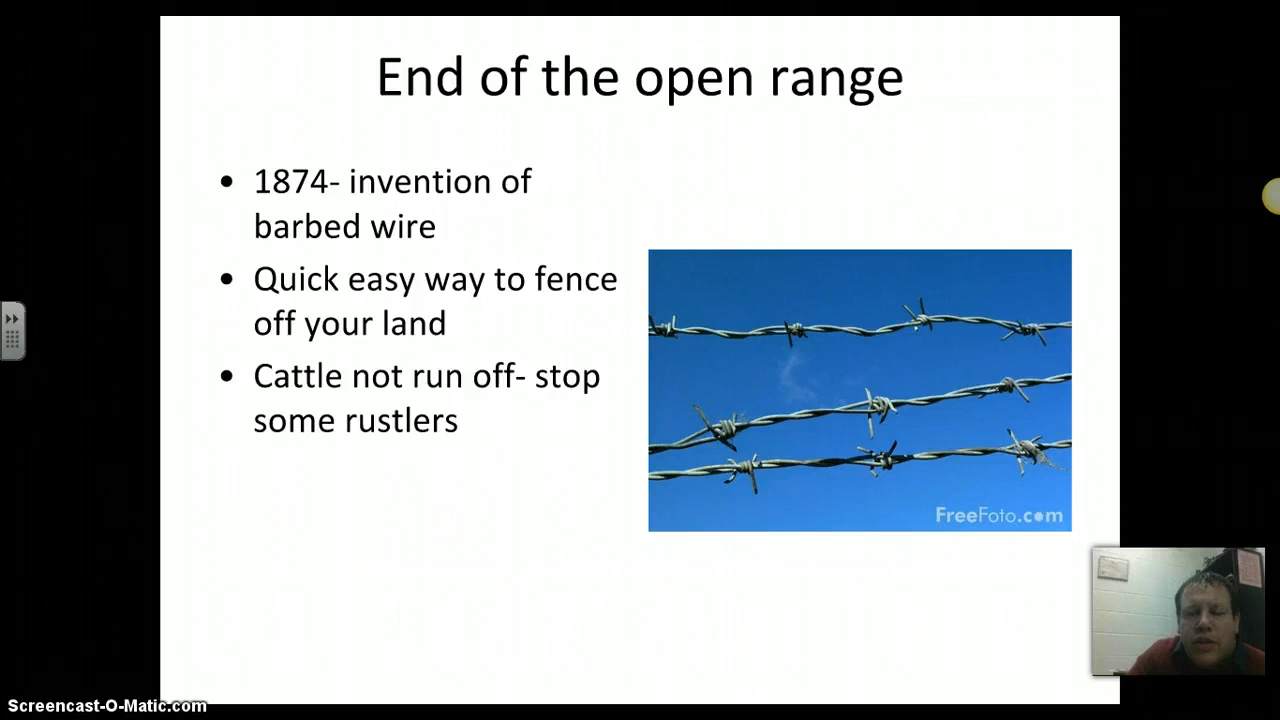 End of the open range
• 1874- invention of
barbed wire
• Quick easy way to fence
off your land
• Cattle not run off- stop
some rustlers
FreeFoto.com
Screencast-O-Matic.com